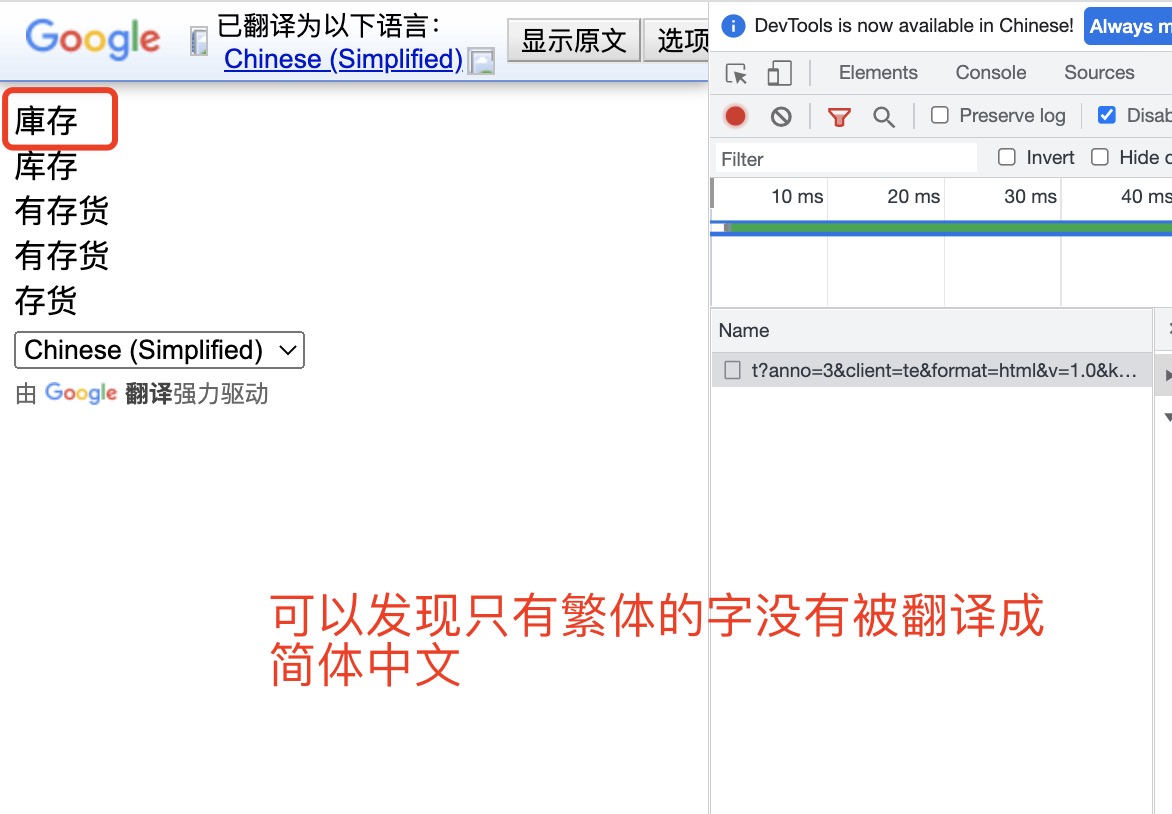 Google
已翻译为以下语言：
Chinese (Simplified)
显示原文
选项
庫存
库存
有存货
有存货
存货
Chinese (Simplified)
由 Google 翻译强力驱动
可以发现只有繁体的字没有被翻译成
简体中文
DevTools is now available in Chinese!
Always m
Elements Console Sources
Preserve log
Disab
Filter
Invert
Hide
10 ms 20 ms 30 ms 40 ms
Name
t?anno=3&client=te&format=html&v=1.0&k…